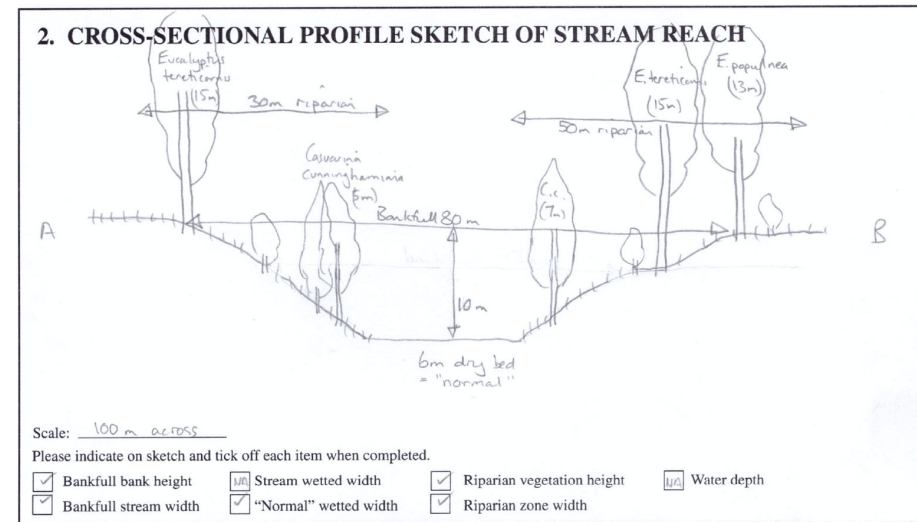 2. CROSS-SECTIONAL PROFILE SKETCH OF STREAM REACH
Eucalyptus
(15m)
30m riparian
Casuarina
cunninghamiana
(5m)
C.c.
(7m)
50m riparian
(15m)
E. populnea
(13m)
A
Bankfull 80 m
B
10 m
6m dry bed
= "normal"
Scale: 100 m across
Please indicate on sketch and tick off each item when completed.
Bankfull bank height
NA Stream wetted width
Riparian vegetation height
NA Water depth
Bankfull stream width
"Normal" wetted width
Riparian zone width